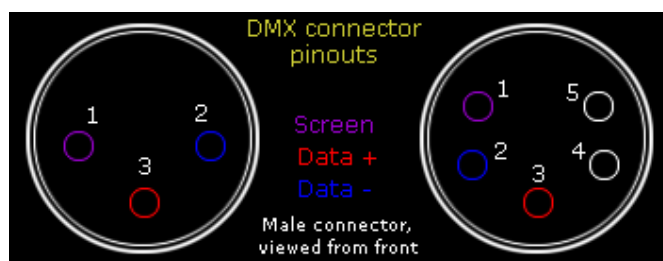 DMX connector
pinouts
1
2
3
Screen
Data +
Data -
Male connector,
viewed from front
1
5
2
4
3